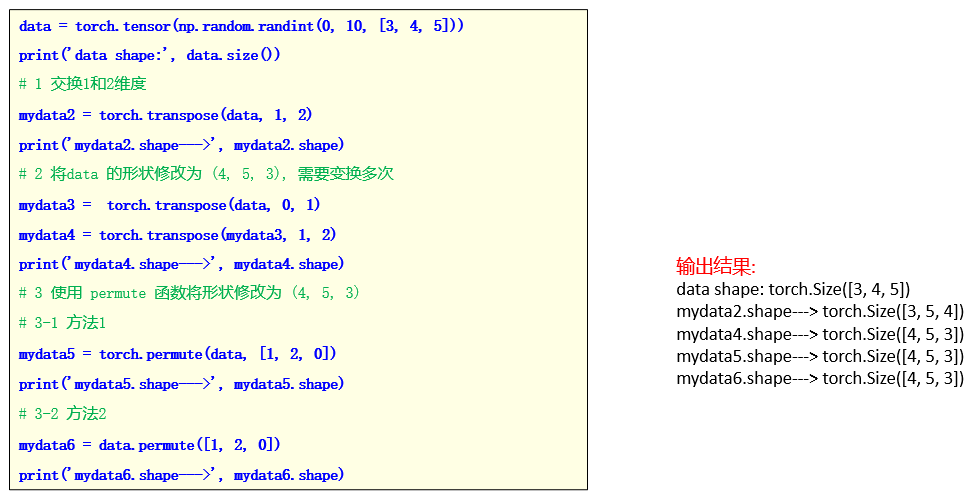 data = torch.tensor(np.random.randint(0, 10, [3, 4, 5]))
print('data shape:', data.size())
# 1 交换1和2维度
mydata2 = torch.transpose(data, 1, 2)
print('mydata2.shape--->', mydata2.shape)
# 2 将data 的形状修改为 (4, 5, 3), 需要变换多次
mydata3 =  torch.transpose(data, 0, 1)
mydata4 = torch.transpose(mydata3, 1, 2)
print('mydata4.shape--->', mydata4.shape)
# 3 使用 permute 函数将形状修改为 (4, 5, 3)
# 3-1 方法1
mydata5 = torch.permute(data, [1, 2, 0])
print('mydata5.shape--->', mydata5.shape)
# 3-2 方法2
mydata6 = data.permute([1, 2, 0])
print('mydata6.shape--->', mydata6.shape)
输出结果:
data shape: torch.Size([3, 4, 5])
mydata2.shape---> torch.Size([3, 5, 4])
mydata4.shape---> torch.Size([4, 5, 3])
mydata5.shape---> torch.Size([4, 5, 3])
mydata6.shape---> torch.Size([4, 5, 3])